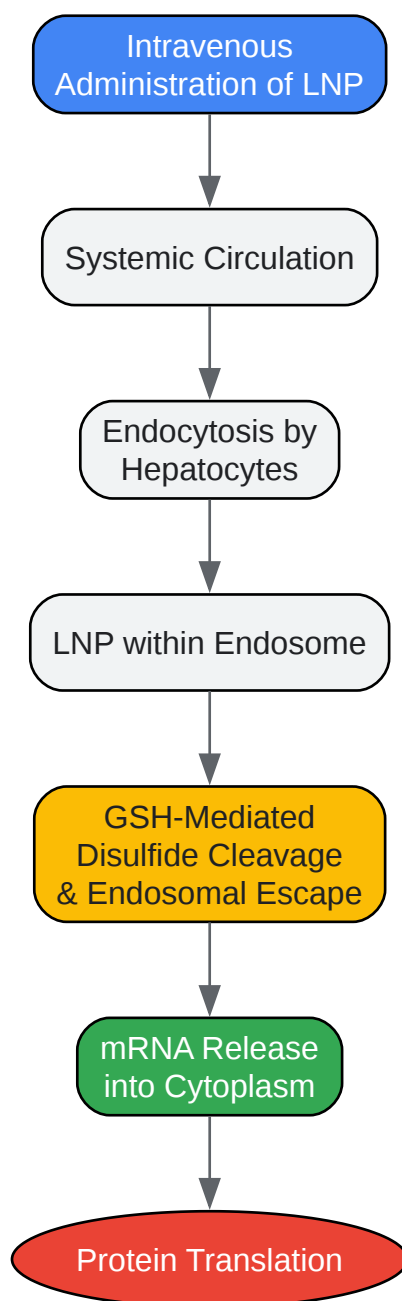 Intravenous
Administration of LNP
Systemic Circulation
Endocytosis by
Hepatocytes
LNP within Endosome
GSH-Mediated
Disulfide Cleavage
& Endosomal Escape
mRNA Release
into Cytoplasm
Protein Translation